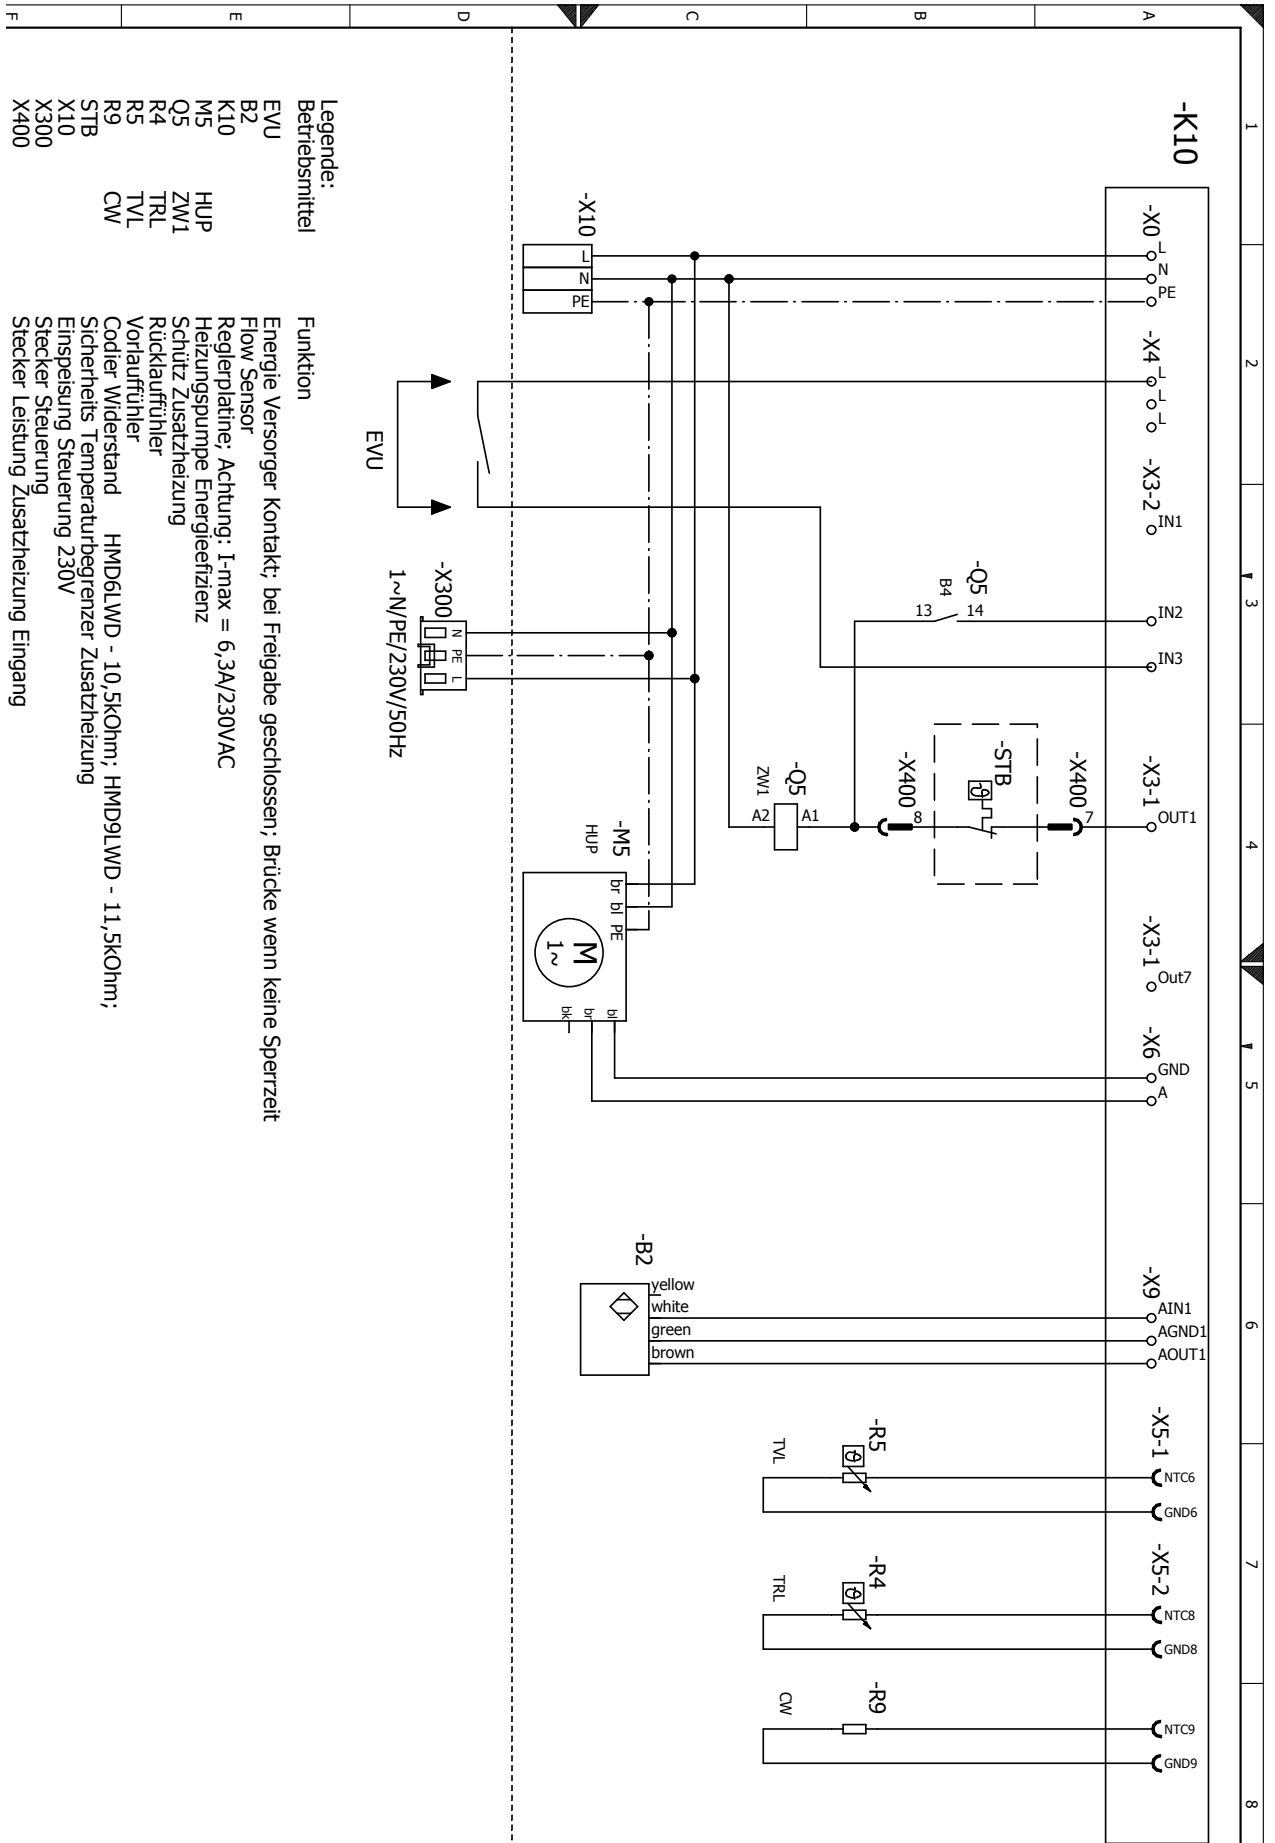 1
2
3
4
5
6
7
8
A
B
C
D
E
F
-K10
-X0
L
N
PE
-X4
L
L
L
-X3-2
IN1
IN2
IN3
-X3-1
OUT1
-X3-1
Out7
-X6
GND
A
-X9
AIN1
AGND1
AOUT1
-X5-1
NTC6
GND6
-X5-2
NTC8
GND8
NTC9
GND9
-Q5
B4
13
14
-X400
7
-STB
-X400
8
-Q5
ZW1
A1
A2
-R5
TVL
-R4
TRL
-R9
CW
-X10
L
N
PE
-M5
HUP
br
bl
PE
M
1~
bl
br
bk
-B2
yellow
white
green
brown
EVU
-X300
N
PE
L
1~N/PE/230V/50Hz
Legende:
Betriebsmittel Funktion
EVU Energie Versorger Kontakt; bei Freigabe geschlossen; Brücke wenn keine Sperrzeit
B2 Flow Sensor
K10 Reglerplatine; Achtung: I-max = 6,3A/230VAC
M5 HUP Heizungspumpe Energieefizienz
Q5 ZW1 Schütz Zusatzheizung
R4 TRL Rücklauffühler
R5 TVL Vorlauffühler
R9 CW Codier Widerstand HMD6LWD - 10,5kOhm; HMD9LWD - 11,5kOhm;
STB Sicherheits Temperaturbegrenzer Zusatzheizung
X10 Einspeisung Steuerung 230V
X300 Stecker Steuerung
X400 Stecker Leistung Zusatzheizung Eingang